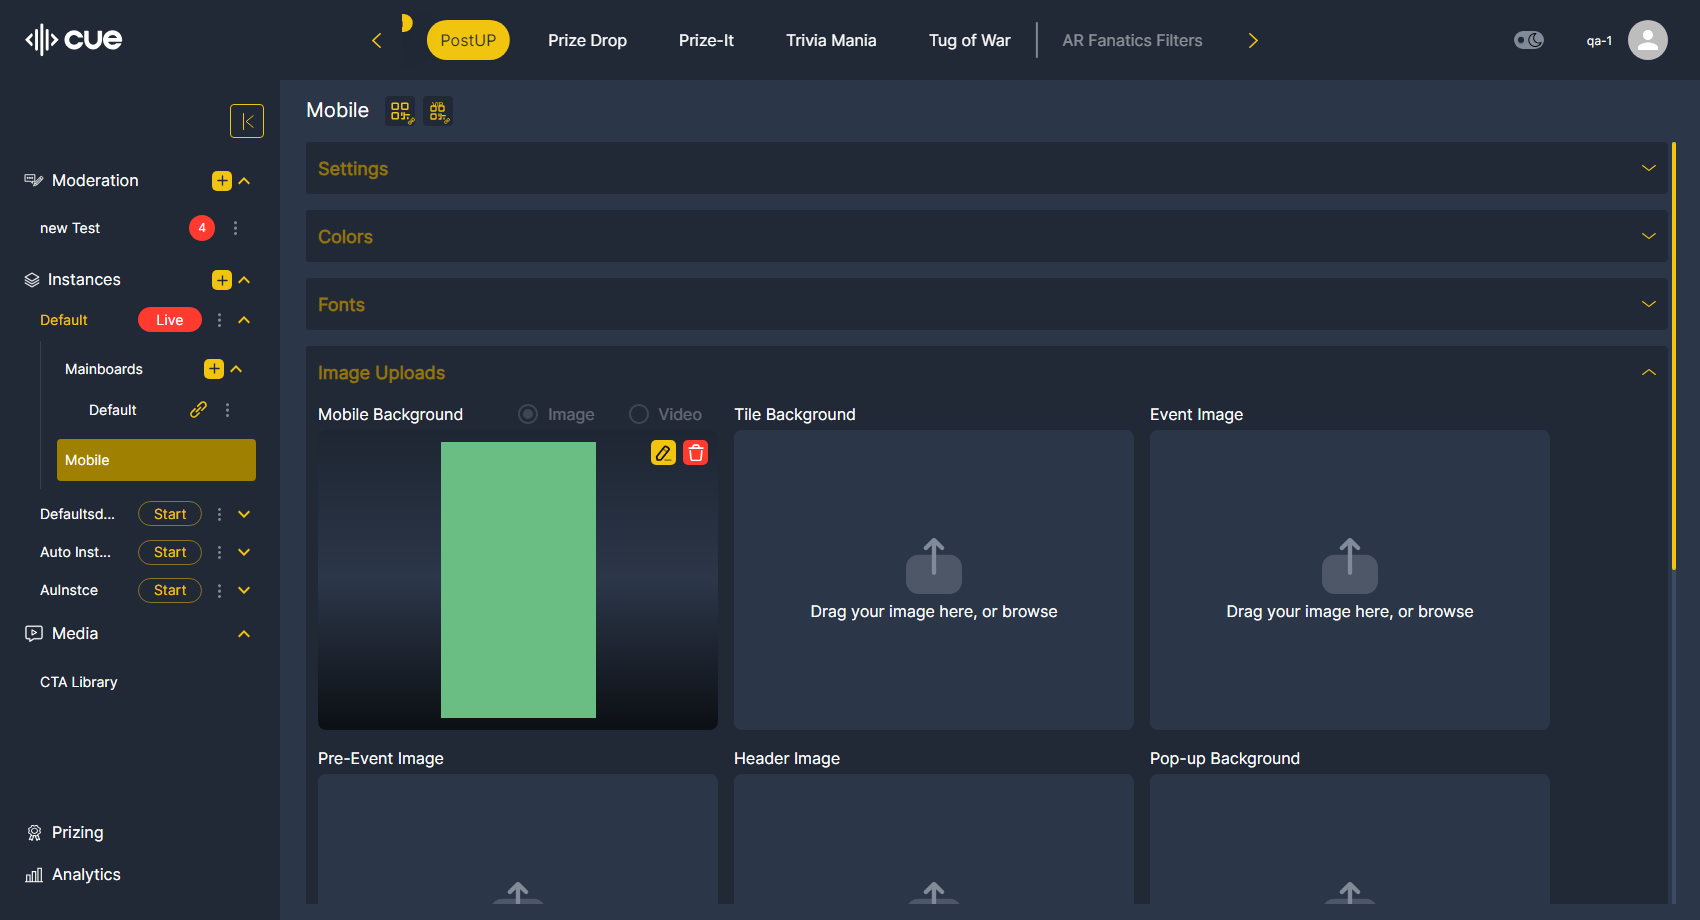 cue
PostUP
Prize Drop
Prize-It
Trivia Mania
Tug of War
AR Fanatics Filters
qa-1
Moderation
new Test
4
Instances
Default
Live
Mainboards
Default
Mobile
Defaultsd...
Start
Auto Inst...
Start
AuInstce
Start
Media
CTA Library
Prizing
Analytics
Mobile
Settings
Colors
Fonts
Image Uploads
Mobile Background
Image
Video
Tile Background
Event Image
Drag your image here, or browse
Drag your image here, or browse
Pre-Event Image
Header Image
Pop-up Background